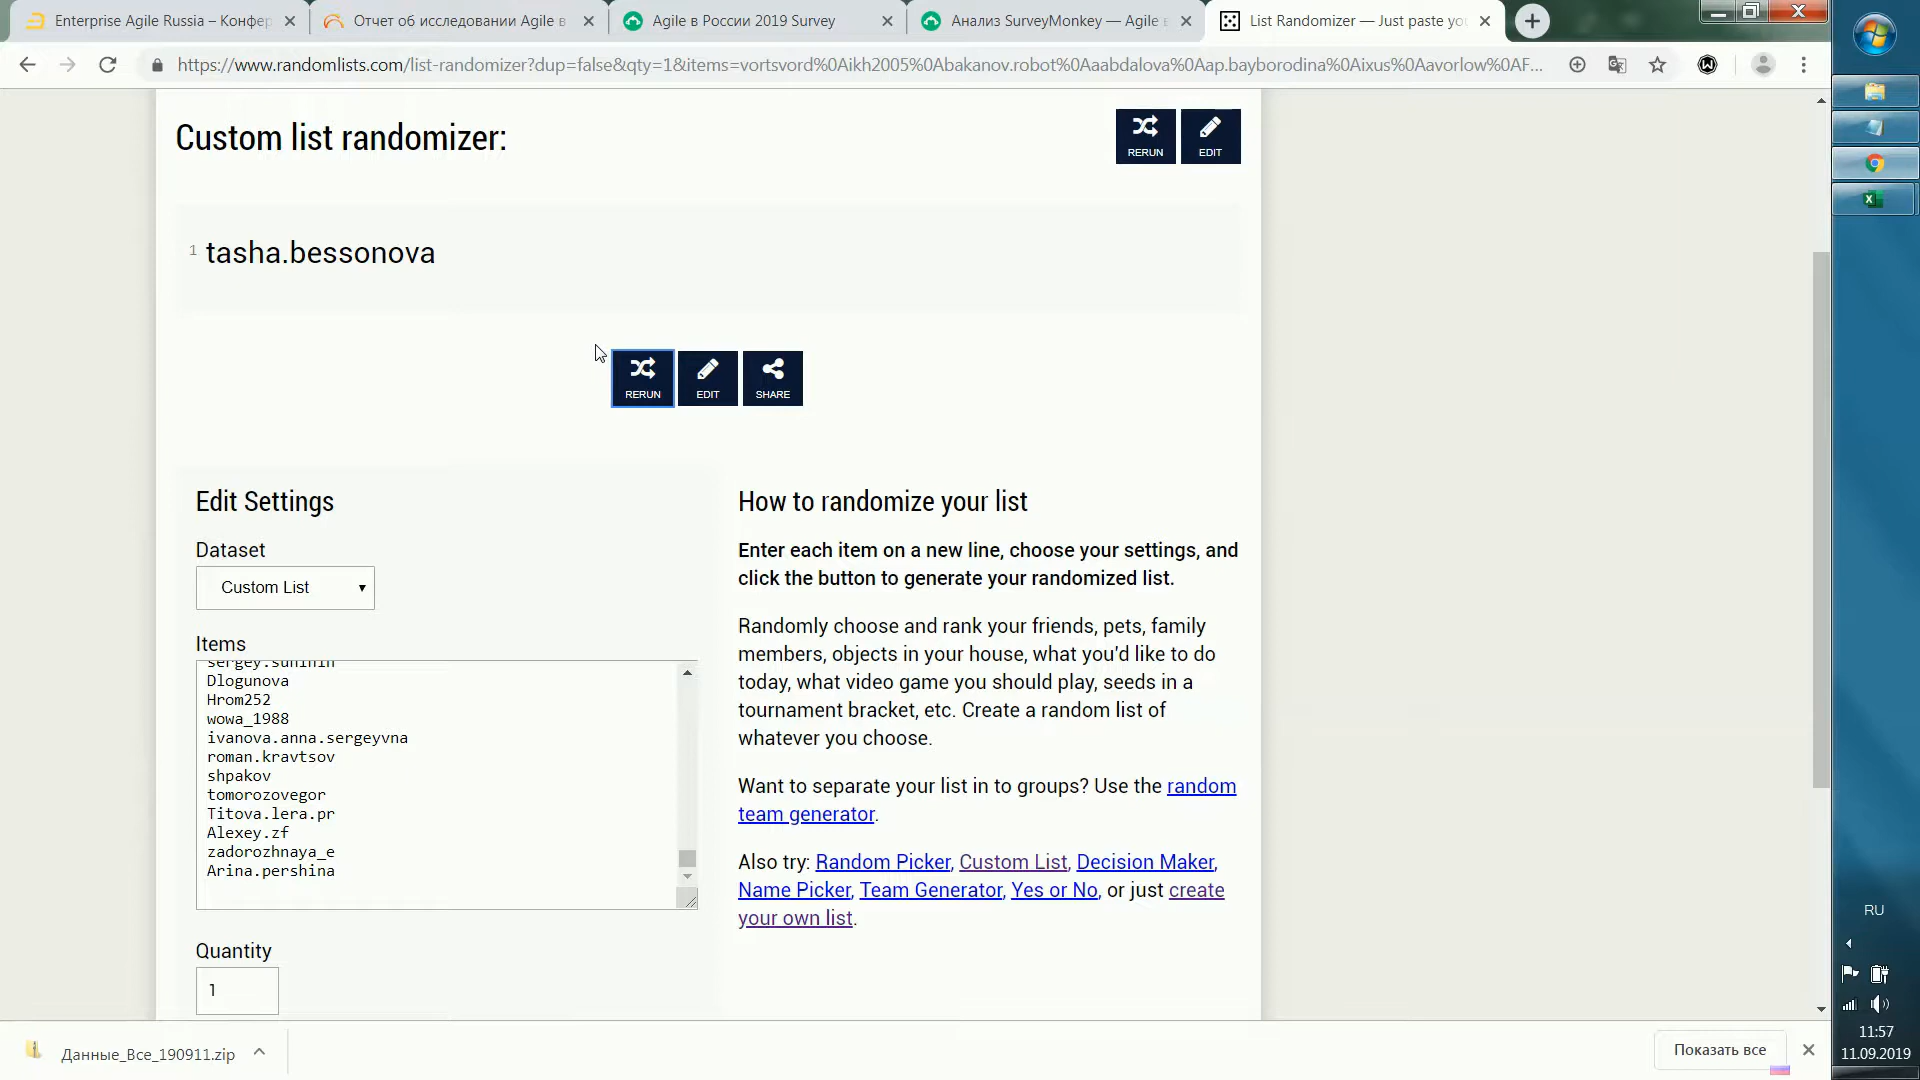 Enterprise Agile Russia – Конфер
Отчет об исследовании Agile в
Agile в России 2019 Survey
Анализ SurveyMonkey — Agile в
List Randomizer — Just paste yo
https://www.randomlists.com/list-randomizer?dup=false&qty=1&items=vortsvord%0Aikh2005%0Abakanov.robot%0Aaabdalova%0Aap.bayborodina%0Aixus%0Aavorlow%0AF...
Custom list randomizer:
RERUN
EDIT
1 tasha.bessonova
RERUN
EDIT
SHARE
Edit Settings
Dataset
Custom List
Items
sergey.suhinin
Dlogunova
Hrom252
wowa_1988
ivanova.anna.sergeyvna
roman.kravtsov
shpakov
tomorozovegor
Titova.lera.pr
Alexey.zf
zadorozhnaya_e
Arina.pershina
Quantity
1
How to randomize your list
Enter each item on a new line, choose your settings, and
click the button to generate your randomized list.
Randomly choose and rank your friends, pets, family
members, objects in your house, what you'd like to do
today, what video game you should play, seeds in a
tournament bracket, etc. Create a random list of
whatever you choose.
Want to separate your list in to groups? Use the random
team generator.
Also try: Random Picker, Custom List, Decision Maker,
Name Picker, Team Generator, Yes or No, or just create
your own list.
Данные_Все_190911.zip
Показать все
RU
11:57
11.09.2019